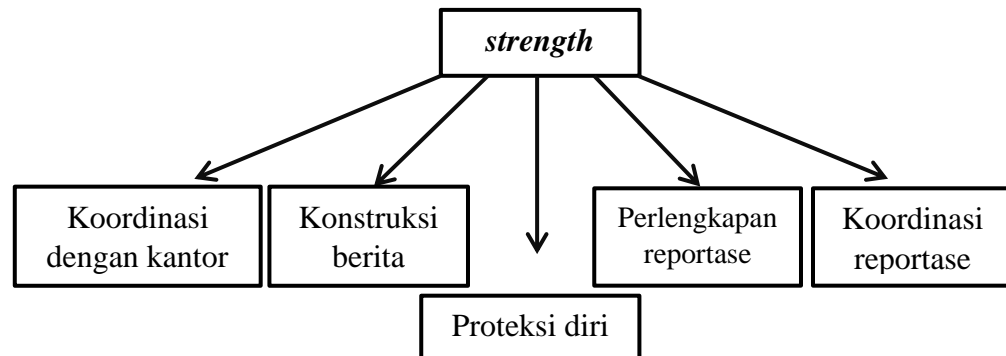 strength
Koordinasi
dengan kantor
Konstruksi
berita
Perlengkapan
reportase
Koordinasi
reportase
Proteksi diri